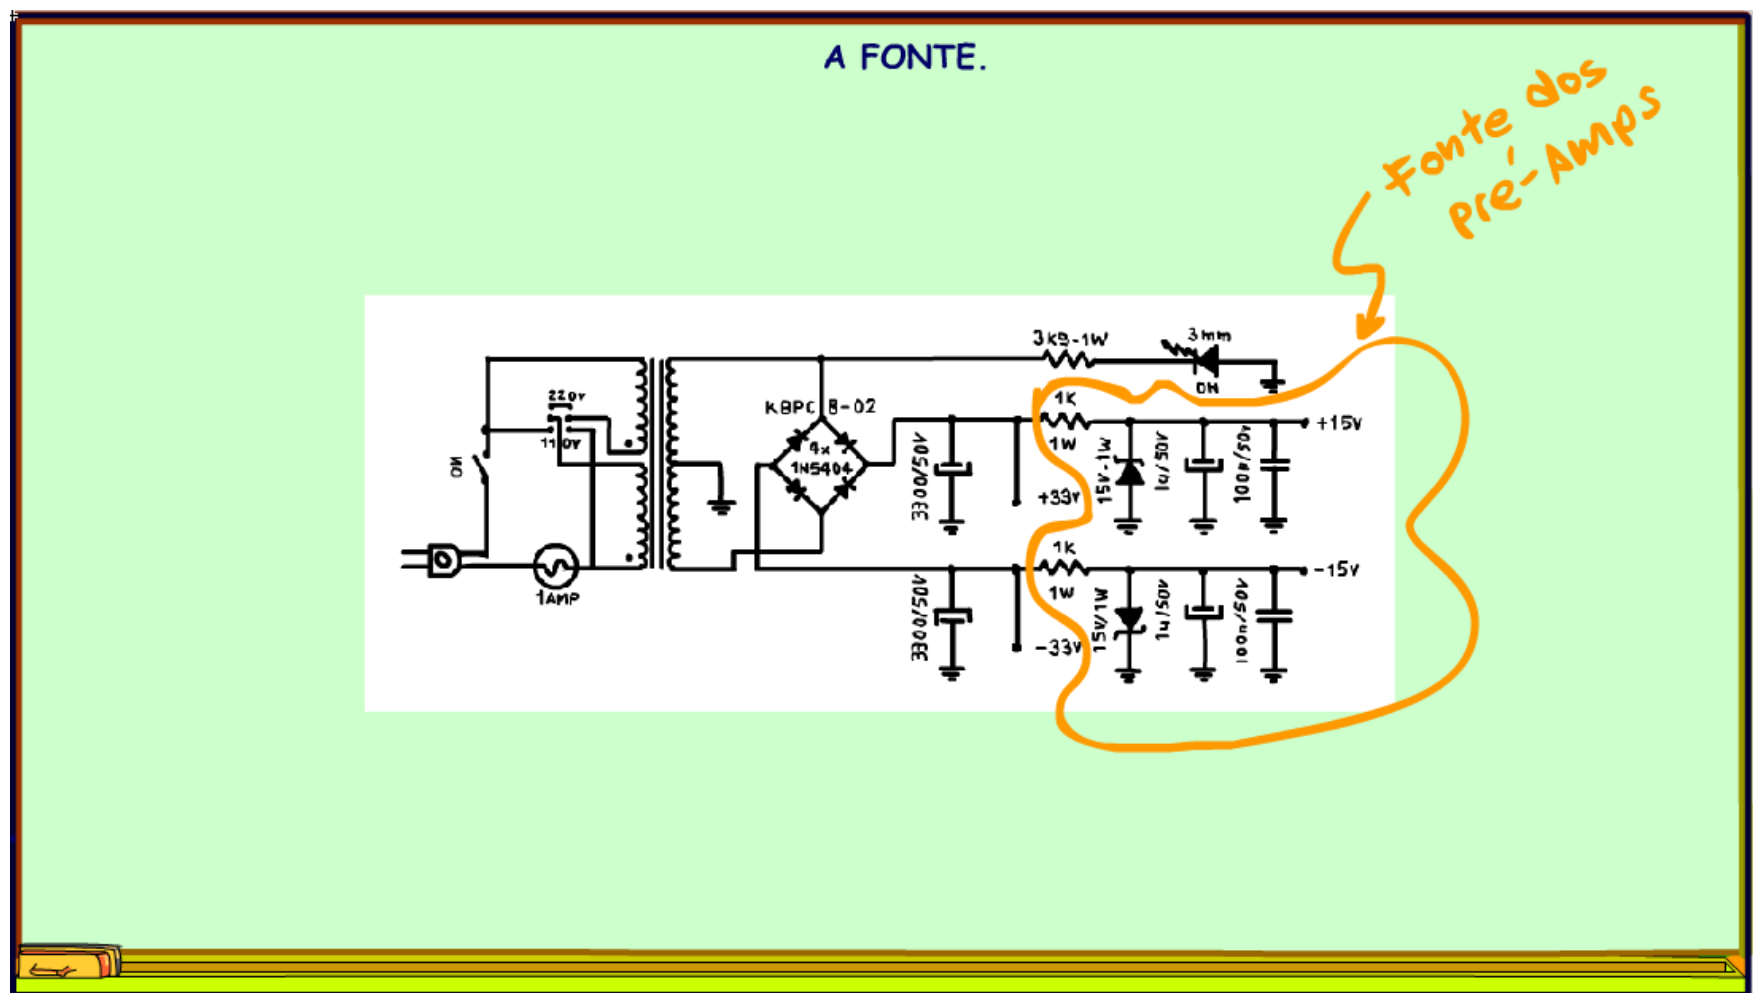 A FONTE.
Fonte dos
pré-Amps
3K9-1W
3mm
ON
220V
110V
KBPC 8-02
4x
1N5404
1K
1W
+15V
3300/50V
+33V
15V-1W
1u/50V
100n/50V
ON
1AMP
1K
1W
-15V
3300/50V
-33V
15V/1W
1u/50V
100n/50V